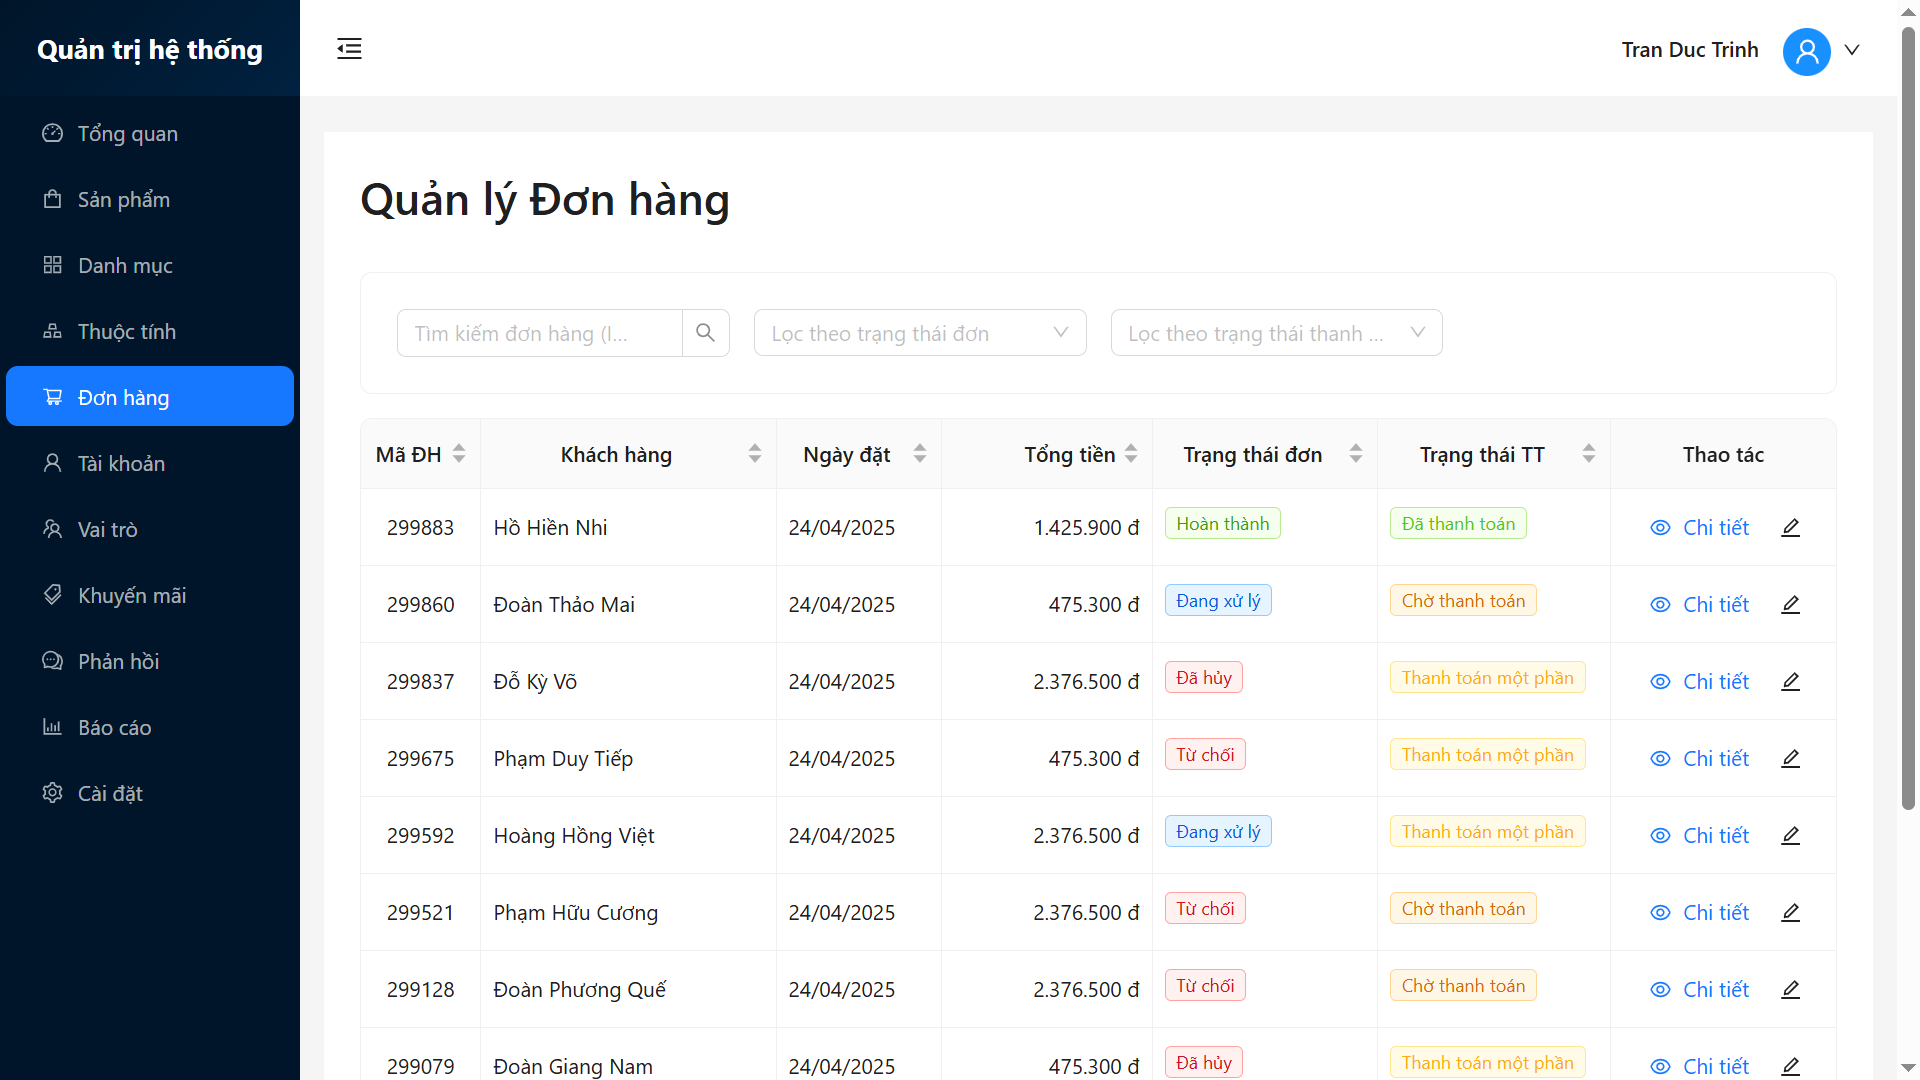 Quản trị hệ thống
Tran Duc Trinh
Tổng quan
Sản phẩm
Danh mục
Thuộc tính
Đơn hàng
Tài khoản
Vai trò
Khuyến mãi
Phản hồi
Báo cáo
Cài đặt
Quản lý Đơn hàng
Tìm kiếm đơn hàng (I...
Lọc theo trạng thái đơn
Lọc theo trạng thái thanh ...
Mã ĐH Khách hàng Ngày đặt Tổng tiền Trạng thái đơn Trạng thái TT Thao tác
299883 Hồ Hiền Nhi 24/04/2025 1.425.900 đ Hoàn thành Đã thanh toán Chi tiết
299860 Đoàn Thảo Mai 24/04/2025 475.300 đ Đang xử lý Chờ thanh toán Chi tiết
299837 Đỗ Kỳ Võ 24/04/2025 2.376.500 đ Đã hủy Thanh toán một phần Chi tiết
299675 Phạm Duy Tiếp 24/04/2025 475.300 đ Từ chối Thanh toán một phần Chi tiết
299592 Hoàng Hồng Việt 24/04/2025 2.376.500 đ Đang xử lý Thanh toán một phần Chi tiết
299521 Phạm Hữu Cương 24/04/2025 2.376.500 đ Từ chối Chờ thanh toán Chi tiết
299128 Đoàn Phương Quế 24/04/2025 2.376.500 đ Từ chối Chờ thanh toán Chi tiết
299079 Đoàn Giang Nam 24/04/2025 475.300 đ Đã hủy Thanh toán một phần Chi tiết